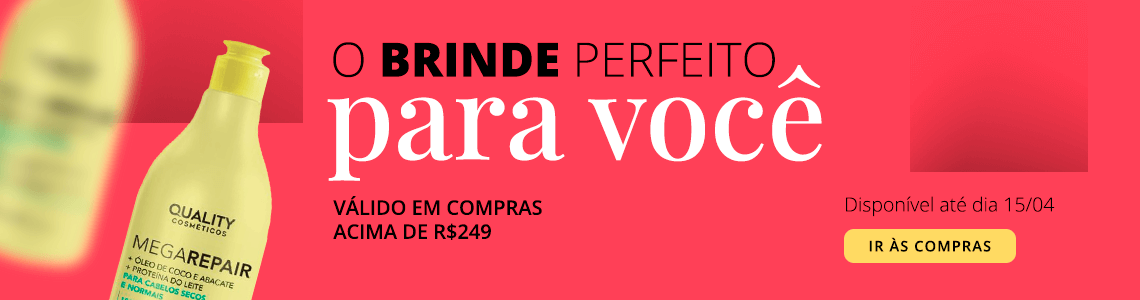 O BRINDE PERFEITO
para você
VÁLIDO EM COMPRAS
ACIMA DE R$249
Disponível até dia 15/04
IR ÀS COMPRAS
QUALITY
COSMÉTICOS
MEGAREPAIR
+ ÓLEO DE COCO E ABACATE
+ PROTEÍNA DO LEITE
PARA CABELOS SECOS
E NORMAIS